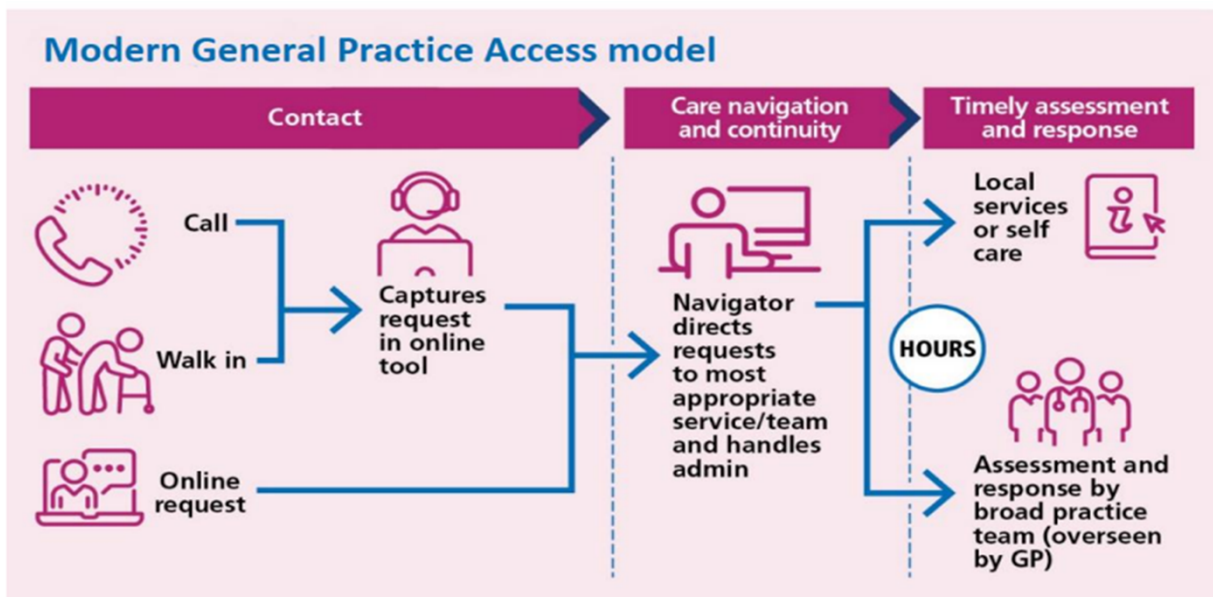 Modern General Practice Access model
Contact
Care navigation
and continuity
Timely assessment
and response
Call
Walk in
Online
request
Captures
request
in online
tool
Navigator
directs
requests
to most
appropriate
service/team
and handles
admin
Local
services
or self
care
i
HOURS
Assessment and
response by
broad practice
team (overseen
by GP)